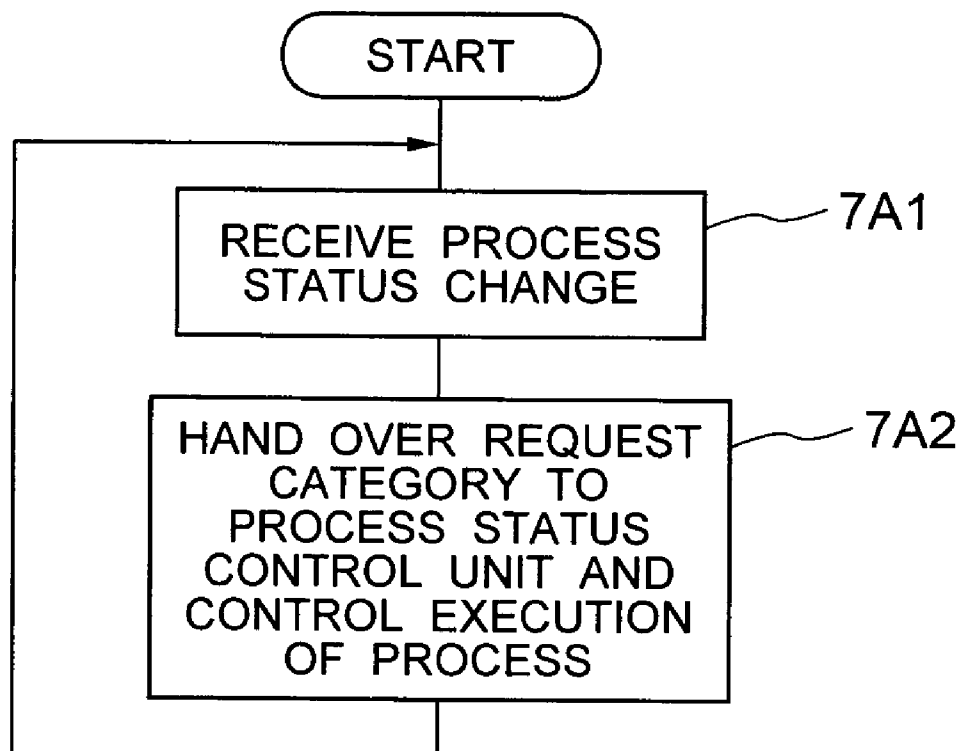 START
RECEIVE PROCESS
STATUS CHANGE
7A1
HAND OVER REQUEST
CATEGORY TO
PROCESS STATUS
CONTROL UNIT AND
CONTROL EXECUTION
OF PROCESS
7A2